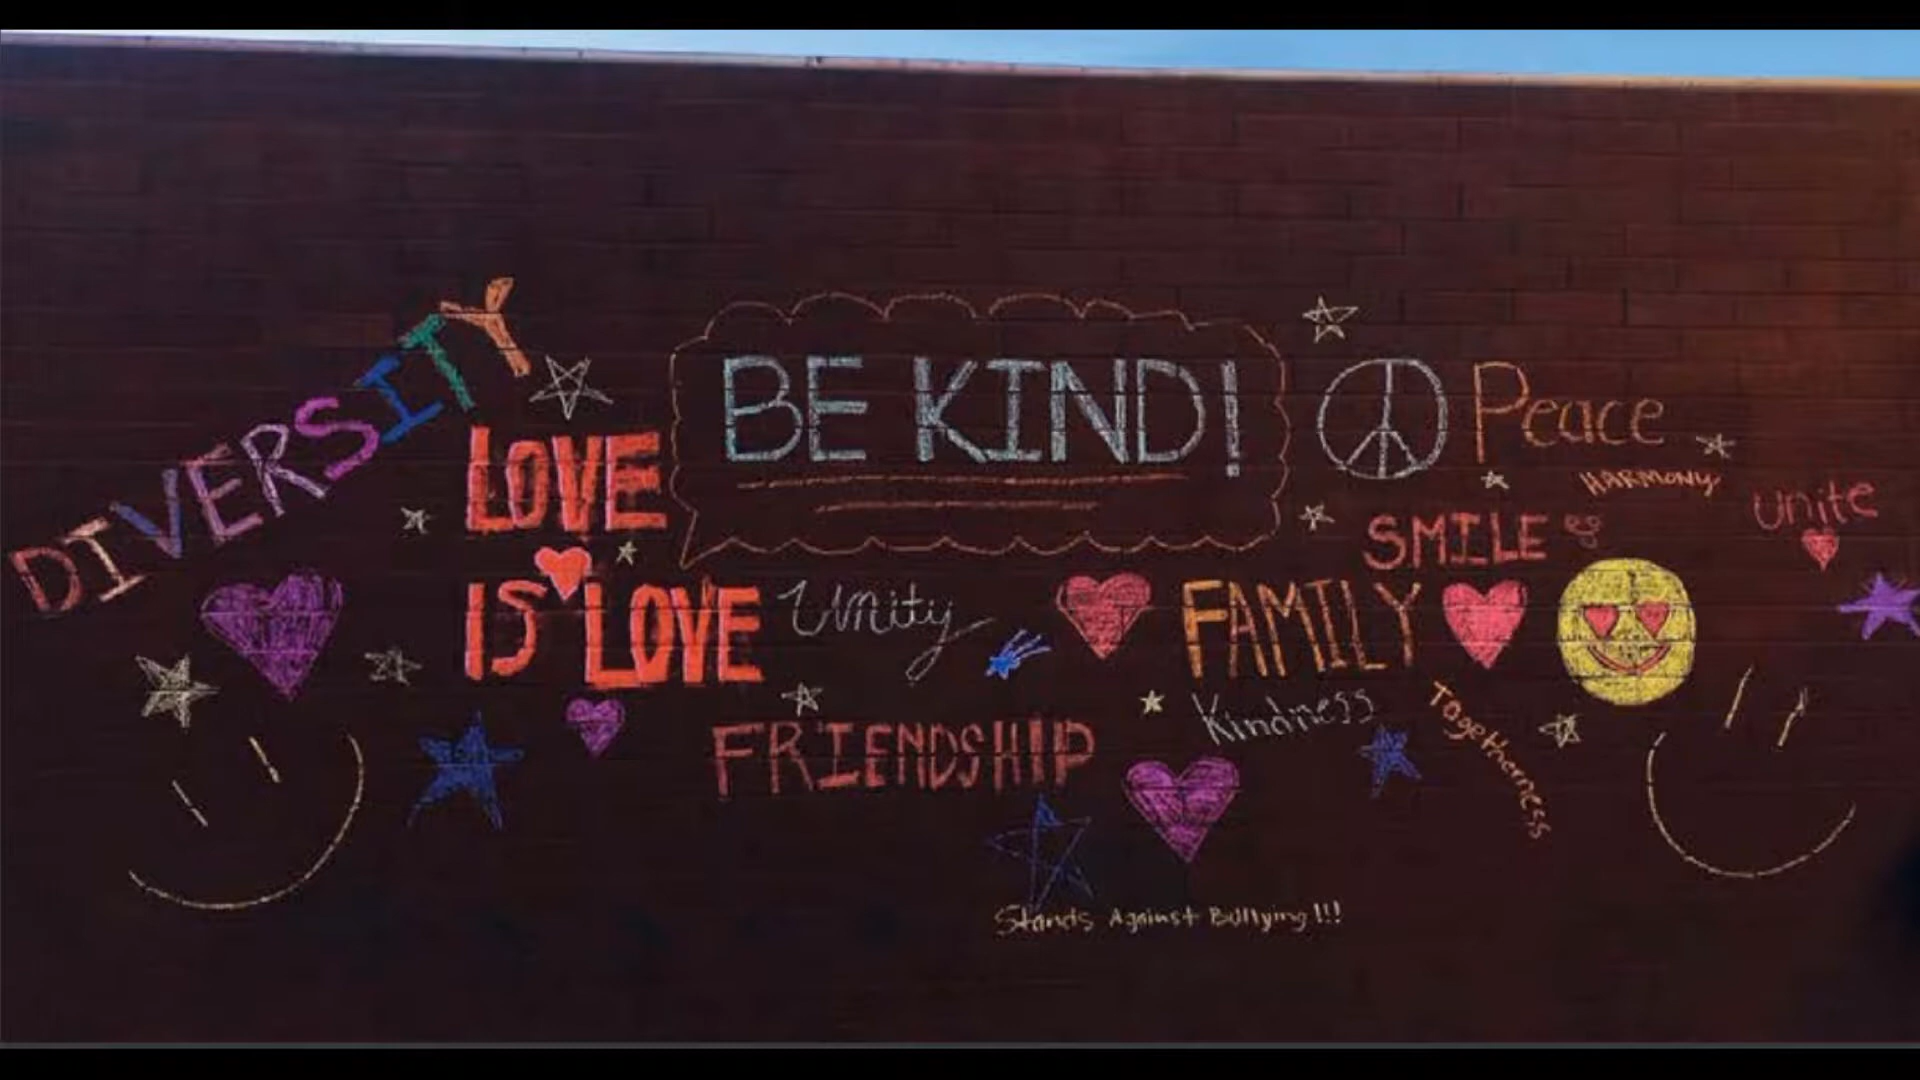 DIVERSITY
LOVE
IS LOVE
BE KIND!
Peace
HARMONY
Unite
SMILE
Unity
FAMILY
Kindness
Togetherness
FRIENDSHIP
Stands Against Bullying!!!